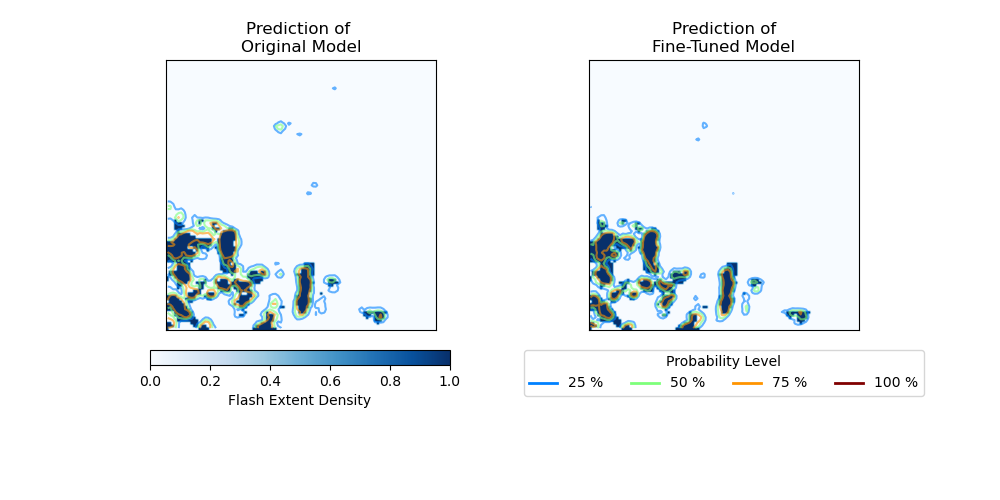 Prediction of
Original Model
Prediction of
Fine-Tuned Model
0.0 0.2 0.4 0.6 0.8 1.0
Flash Extent Density
Probability Level
25 % 50 % 75 % 100 %